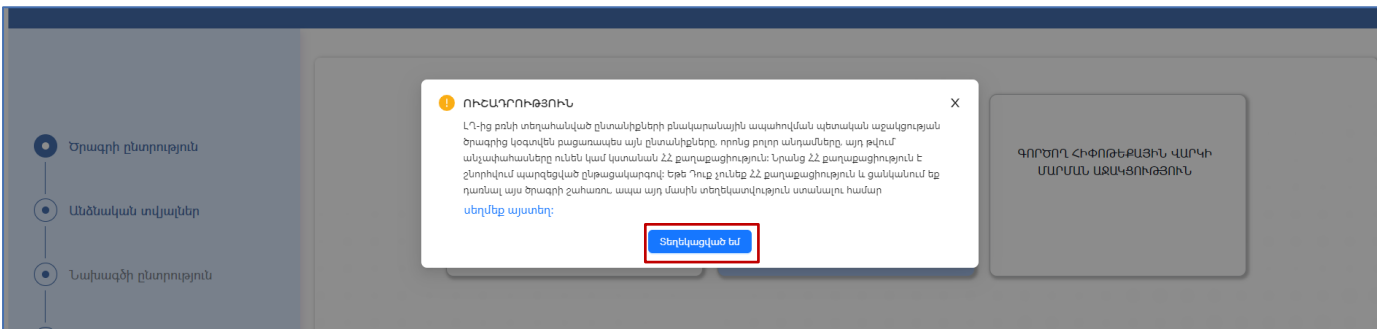 Ծրագրի ընտրություն
Անձնական տվյալներ
Նախագծի ընտրություն
ՈՒՇԱԴՐՈՒԹՅՈՒՆ
X
ԼՂ-ից բռնի տեղահանված ընտանիքների բնակարանային ապահովման պետական աջակցության
ծրագրից կօգտվեն բացառապես այն ընտանիքները, որոնց բոլոր անդամները, այդ թվում
անչափահասները ունեն կամ կստանան ՀՀ քաղաքացիություն: Նրանց ՀՀ քաղաքացիություն է
շնորհվում պարզեցված ընթացակարգով: Եթե Դուք չունեք ՀՀ քաղաքացիություն և ցանկանում եք
դառնալ այս ծրագրի շահառու, ապա այդ մասին տեղեկատվություն ստանալու համար
սեղմեք այստեղ:
Տեղեկացված եմ
ԳՈՐԾՈՂ ՀԻՓՈԹԵՔԱՅԻՆ ՎԱՐԿԻ
ՄԱՐՄԱՆ ԱՋԱԿՑՈՒԹՅՈՒՆ